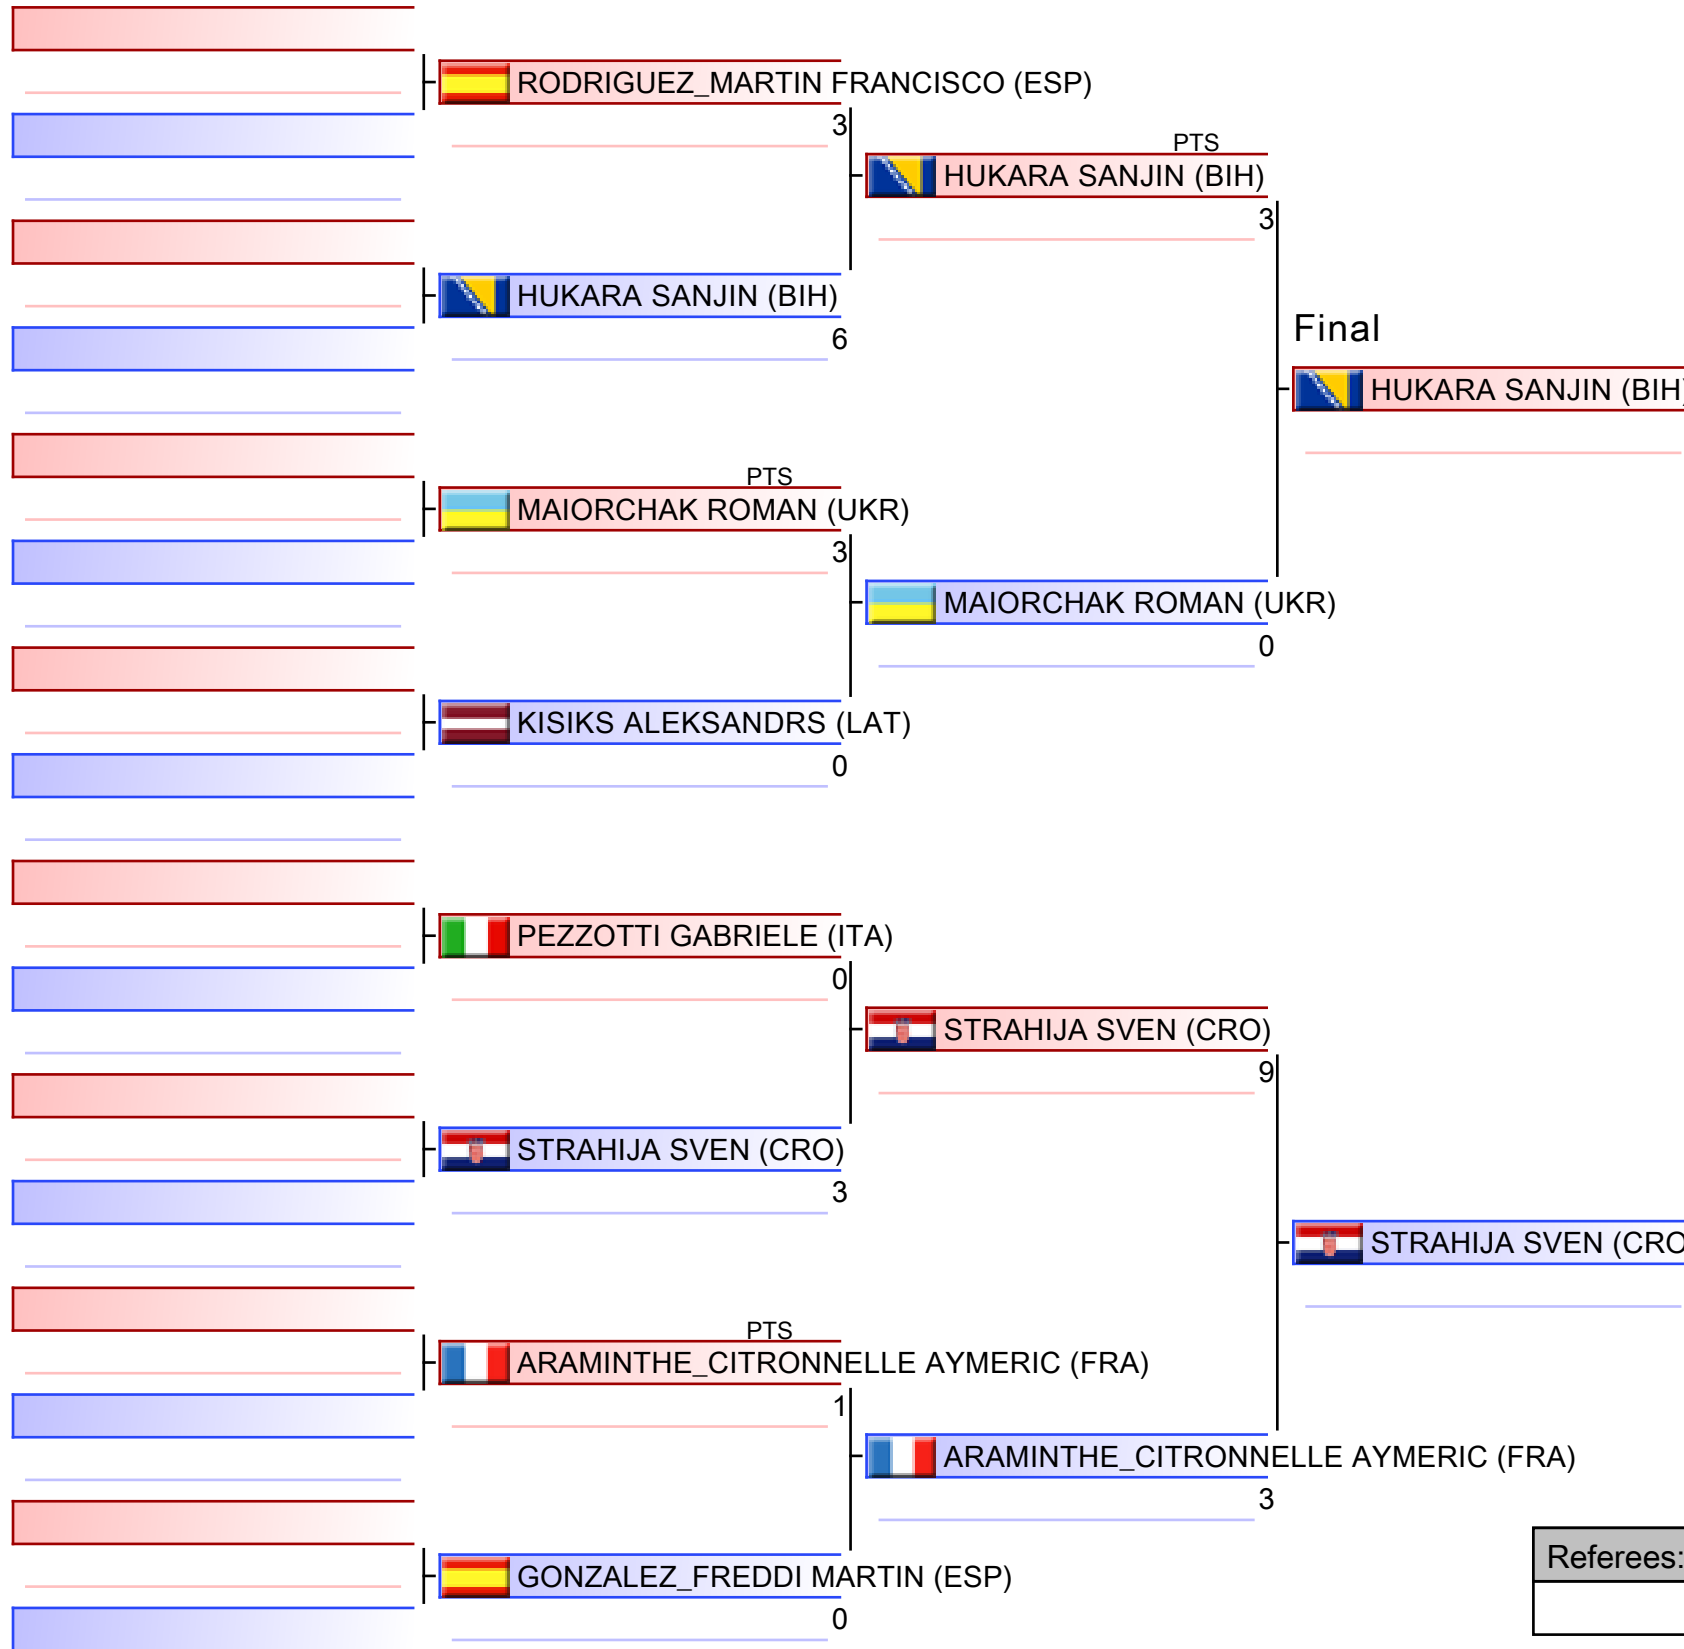 RODRIGUEZ_MARTIN FRANCISCO (ESP)
3
PTS
HUKARA SANJIN (BIH)
3
HUKARA SANJIN (BIH)
6
Final
HUKARA SANJIN (BIH)
PTS
MAIORCHAK ROMAN (UKR)
3
MAIORCHAK ROMAN (UKR)
0
KISIKS ALEKSANDRS (LAT)
0
PEZZOTTI GABRIELE (ITA)
0
STRAHIJA SVEN (CRO)
9
STRAHIJA SVEN (CRO)
3
STRAHIJA SVEN (CRO
PTS
ARAMINTHE_CITRONNELLE AYMERIC (FRA)
1
ARAMINTHE_CITRONNELLE AYMERIC (FRA)
3
GONZALEZ_FREDDI MARTIN (ESP)
0
Referees: